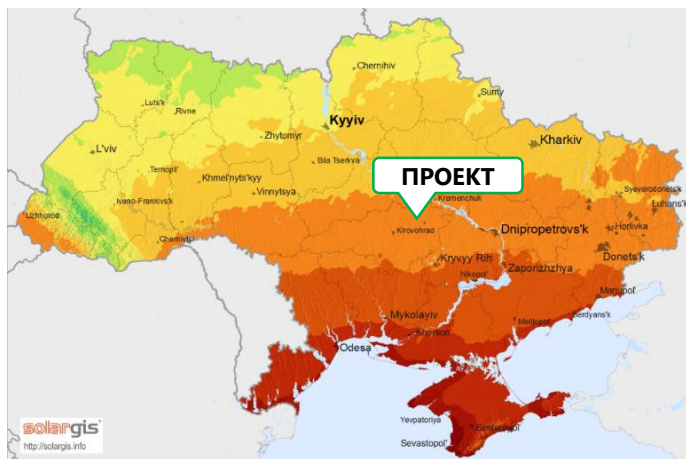 Chernihiv
Luts'k
Rivne
Sumy
Kyyiv
Zhytomyr
L'viv
Kharkiv
Bila Tserkva
Ternopil'
Khmel'nyts'kyy
ПРОЕКТ
Vinnytsya
Ivano-Frankivs'k
Syeverodonets'k
Kremenchuk
Luhans'k
Uzhhorod
Chernivtsi
Kirovohrad
Dnipropetrovs'k
Horlivka
Donets'k
Kryvyy Rih
Zaporizhzhya
Nikopol'
Mariupol'
Mykolayiv
Melitopol'
Berdyans'k
Kherson
Odesa
Yevpatoriya
Simferopol'
Sevastopol'
solargis
http://solargis.info